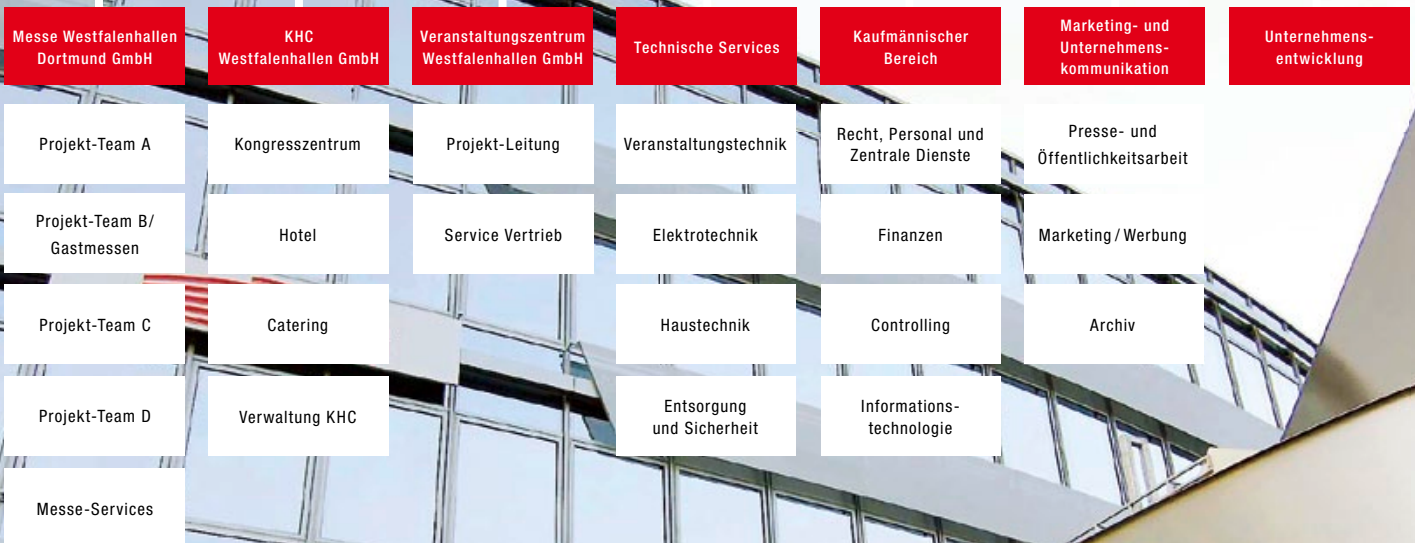 Messe Westfalenhallen
Dortmund GmbH
KHC
Westfalenhallen GmbH
Veranstaltungszentrum
Westfalenhallen GmbH
Technische Services
Kaufmännischer
Bereich
Marketing- und
Unternehmens-
kommunikation
Unternehmens-
entwicklung
Projekt-Team A
Kongresszentrum
Projekt-Leitung
Veranstaltungstechnik
Recht, Personal und
Zentrale Dienste
Presse- und
Öffentlichkeitsarbeit
Projekt-Team B/
Gastmessen
Hotel
Service Vertrieb
Elektrotechnik
Finanzen
Marketing / Werbung
Projekt-Team C
Catering
Haustechnik
Controlling
Archiv
Projekt-Team D
Verwaltung KHC
Entsorgung
und Sicherheit
Informations-
technologie
Messe-Services